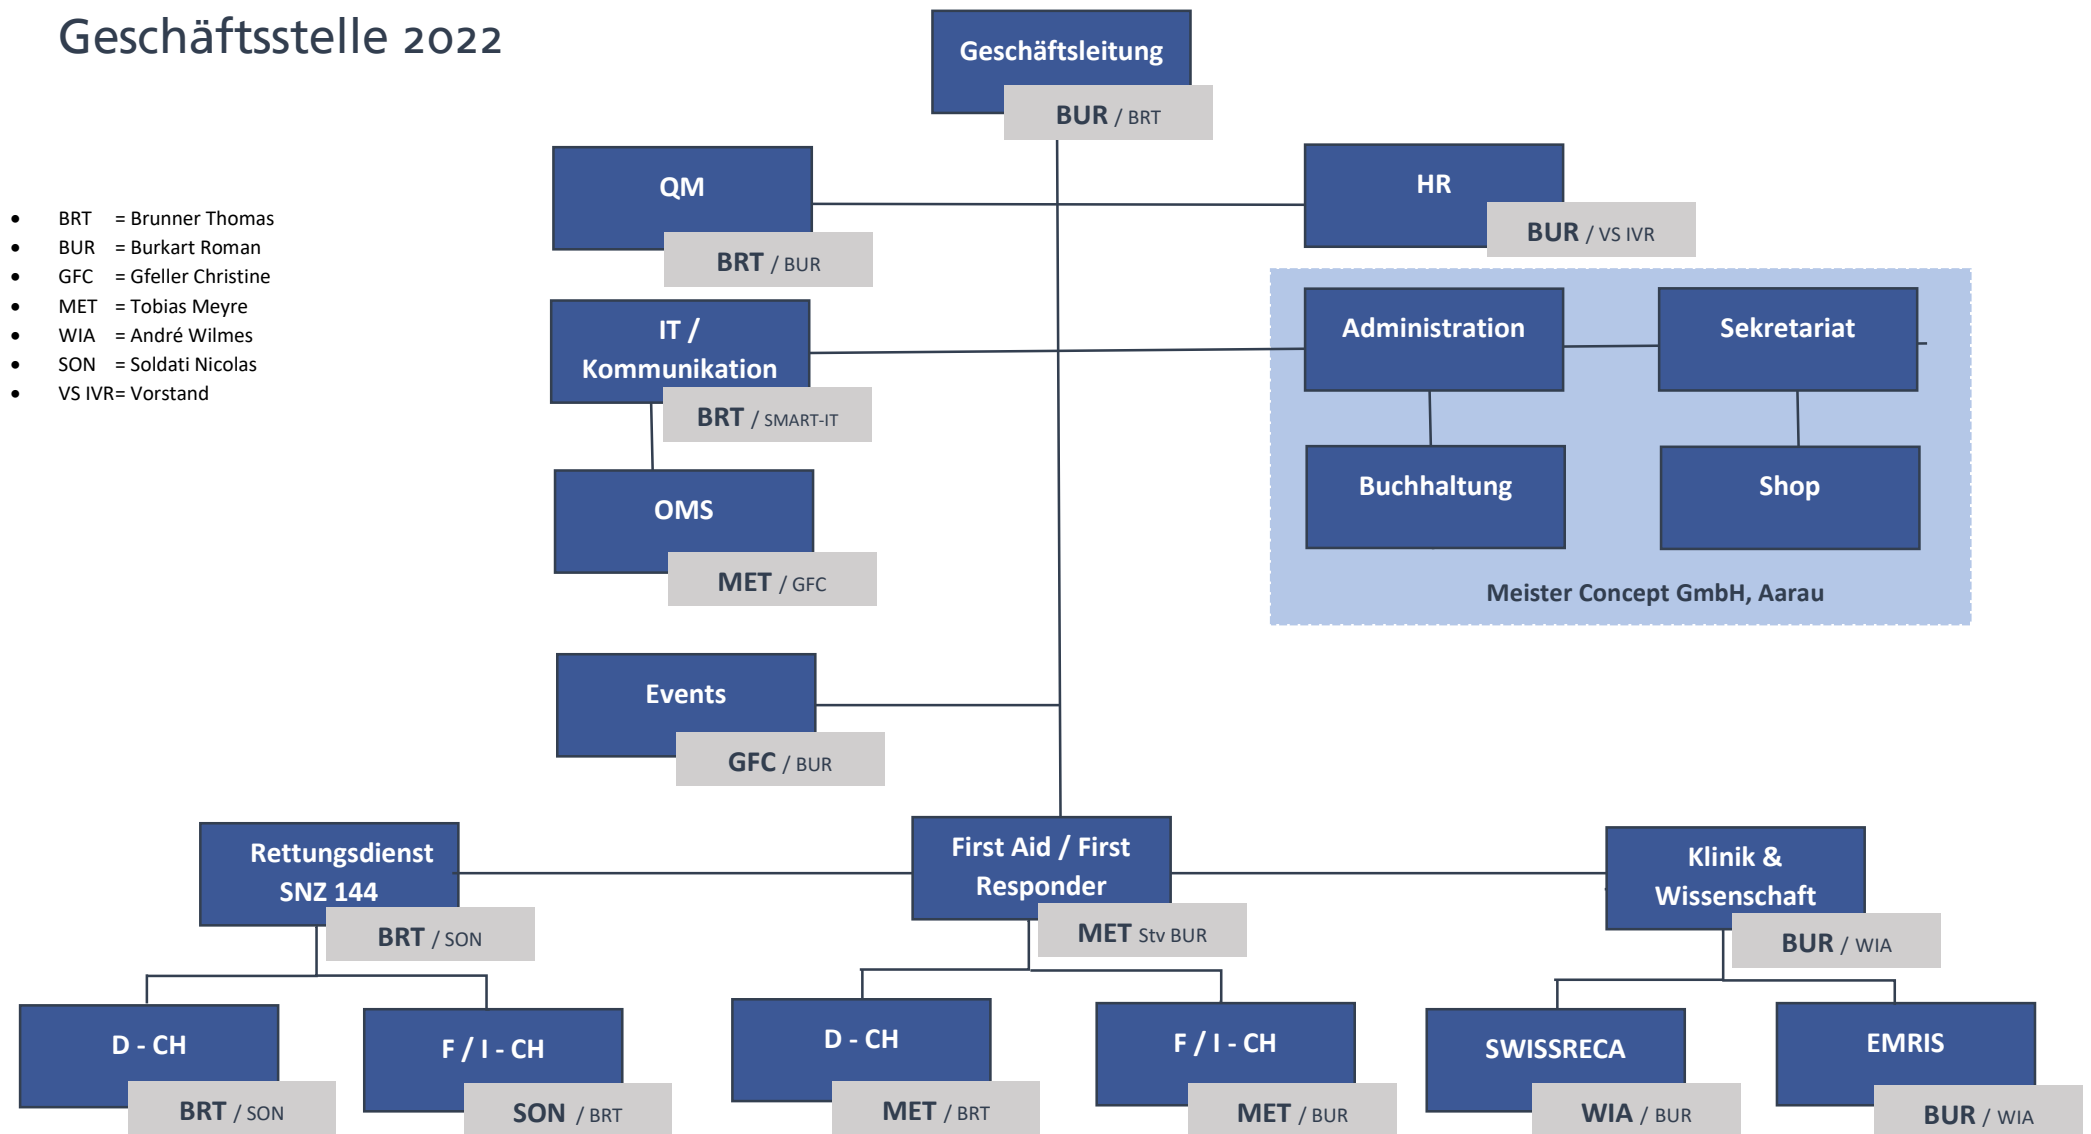 Geschäftsstelle 2022
Geschäftsleitung
BUR / BRT
QM
BRT / BUR
HR
BUR / VS IVR
• BRT = Brunner Thomas
• BUR = Burkart Roman
• GFC = Gfeller Christine
• MET = Tobias Meyre
• WIA = André Wilmes
• SON = Soldati Nicolas
• VS IVR= Vorstand
IT /
Kommunikation
BRT / SMART-IT
Administration
Sekretariat
OMS
MET / GFC
Buchhaltung
Shop
Meister Concept GmbH, Aarau
Events
GFC / BUR
Rettungsdienst
SNZ 144
BRT / SON
First Aid / First
Responder
MET Stv BUR
Klinik &
Wissenschaft
BUR / WIA
D - CH
BRT / SON
F / I - CH
SON / BRT
D - CH
MET / BRT
F / I - CH
MET / BUR
SWISSRECA
WIA / BUR
EMRIS
BUR / WIA